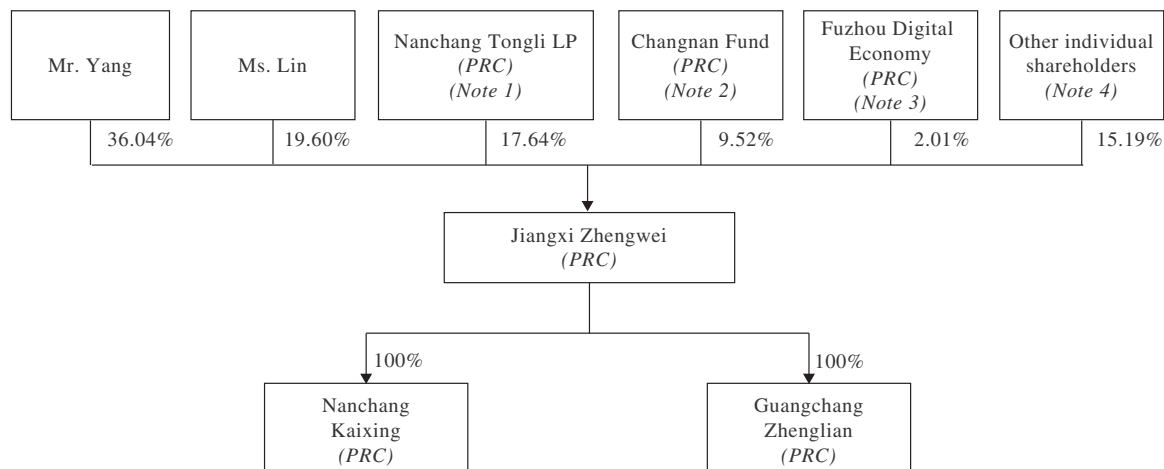 Mr. Yang
Ms. Lin
Nanchang Tongli LP
(PRC)
(Note 1)
Changnan Fund
(PRC)
(Note 2)
Fuzhou Digital
Economy
(PRC)
(Note 3)
Other individual
shareholders
(Note 4)
36.04%
19.60%
17.64%
9.52%
2.01%
15.19%
Jiangxi Zhengwei
(PRC)
100%
100%
Nanchang
Kaixing
(PRC)
Guangchang
Zhenglian
(PRC)